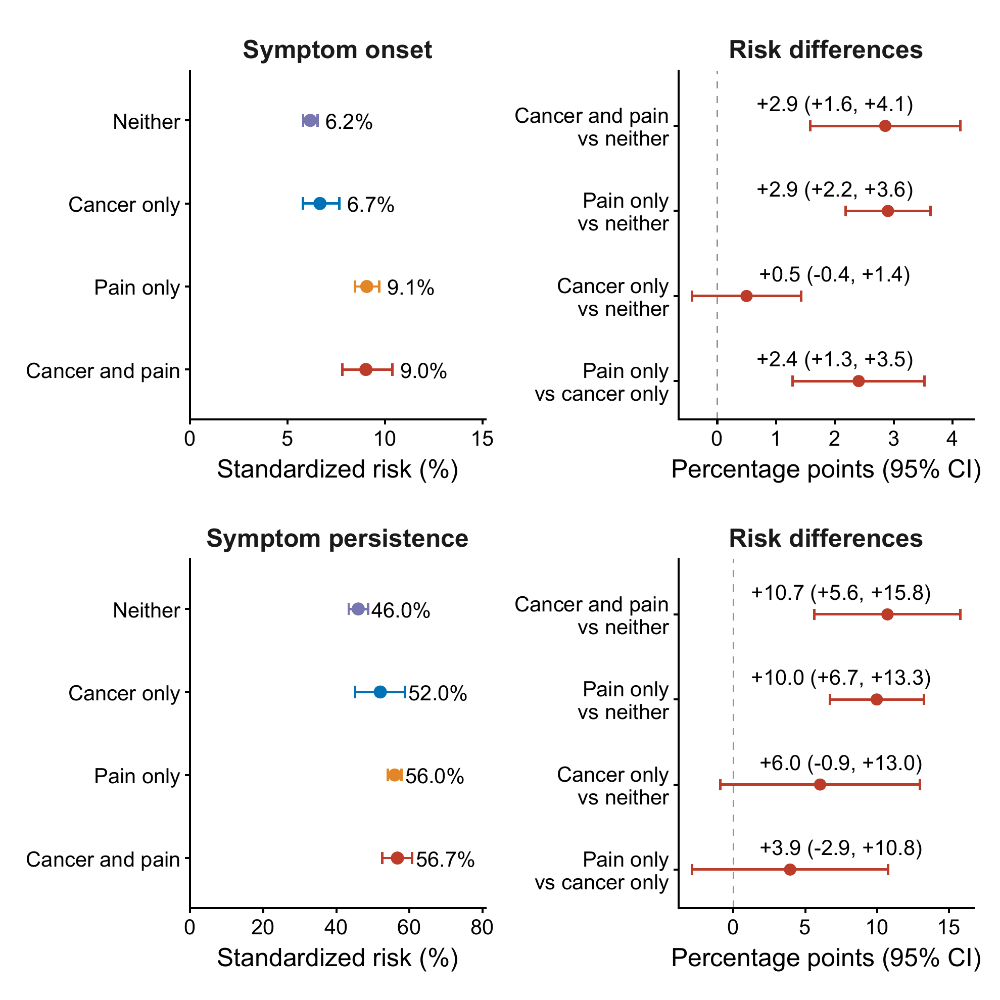 Symptom onset
Neither
6.2%
Cancer only
6.7%
Pain only
9.1%
Cancer and pain
9.0%
0 5 10 15
Standardized risk (%)
Risk differences
Cancer and pain
vs neither
+2.9 (+1.6, +4.1)
Pain only
vs neither
+2.9 (+2.2, +3.6)
Cancer only
vs neither
+0.5 (-0.4, +1.4)
Pain only
vs cancer only
+2.4 (+1.3, +3.5)
0 1 2 3 4
Percentage points (95% CI)
Symptom persistence
Neither
46.0%
Cancer only
52.0%
Pain only
56.0%
Cancer and pain
56.7%
0 20 40 60 80
Standardized risk (%)
Risk differences
Cancer and pain
vs neither
+10.7 (+5.6, +15.8)
Pain only
vs neither
+10.0 (+6.7, +13.3)
Cancer only
vs neither
+6.0 (-0.9, +13.0)
Pain only
vs cancer only
+3.9 (-2.9, +10.8)
0 5 10 15
Percentage points (95% CI)